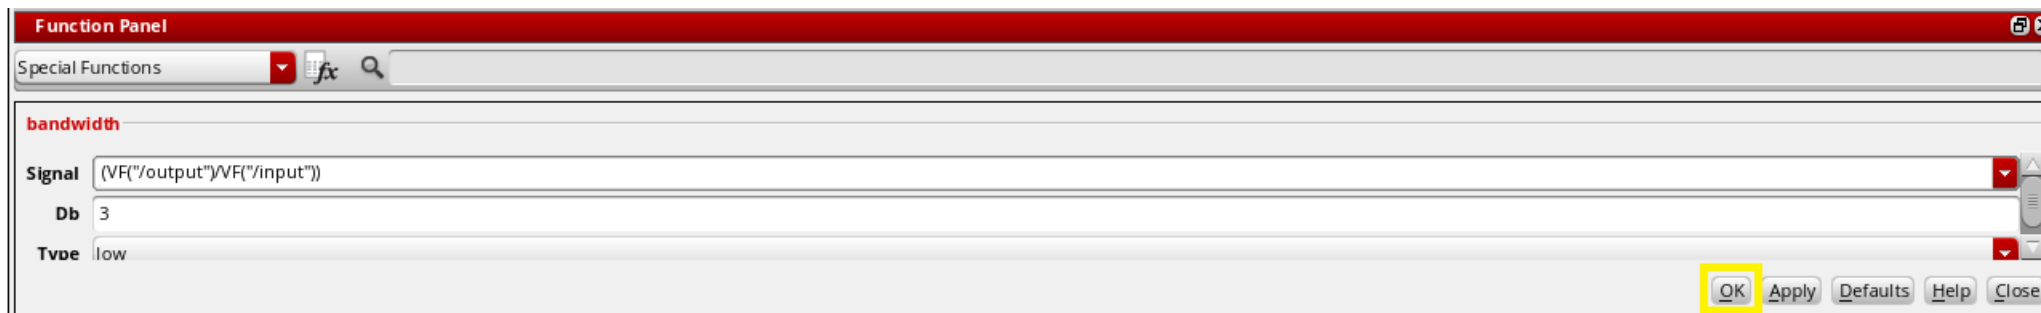 Function Panel
Special Functions fx
bandwidth
Signal (VF("/output")/VF("/input"))
Db 3
Type low
OK Apply Defaults Help Close